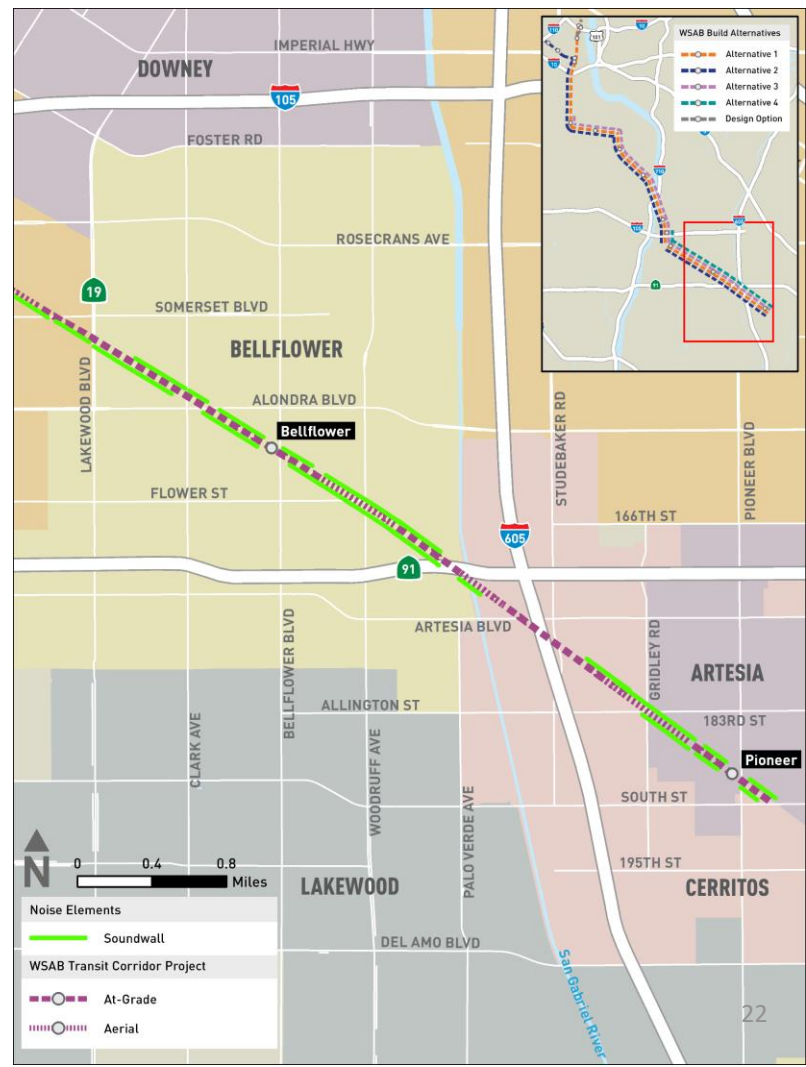 IMPERIAL HWY
DOWNEY
105
FOSTER RD
ROSECRANS AVE
19
SOMERSET BLVD
BELLFLOWER
LAKEWOOD BLVD
ALONDRA BLVD
Bellflower
STUDEBAKER RD
PIONEER BLVD
FLOWER ST
166TH ST
605
91
BELLFLOWER BLVD
ARTESIA BLVD
GRIDLEY RD
ARTESIA
ALLINGTON ST
183RD ST
CLARK AVE
WOODRUFF AVE
PALO VERDE AVE
Pioneer
SOUTH ST
195TH ST
LAKEWOOD
CERRITOS
DEL AMO BLVD
San Gabriel River
N
0 0.4 0.8
Miles
Noise Elements
Soundwall
WSAB Transit Corridor Project
At-Grade
Aerial
22
WSAB Build Alternatives
Alternative 1
Alternative 2
Alternative 3
Alternative 4
Design Option
101
10
91